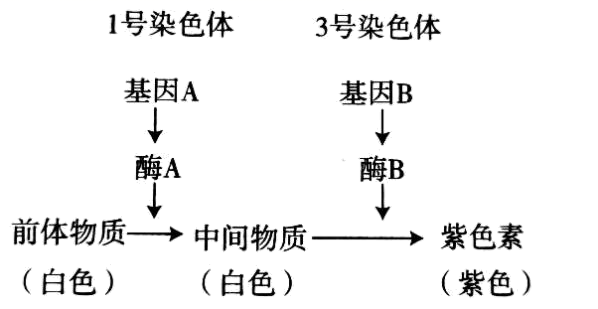 1号染色体 3号染色体
基因A 基因B
酶A 酶B
前体物质 中间物质 紫色素
（白色） （白色） （紫色）